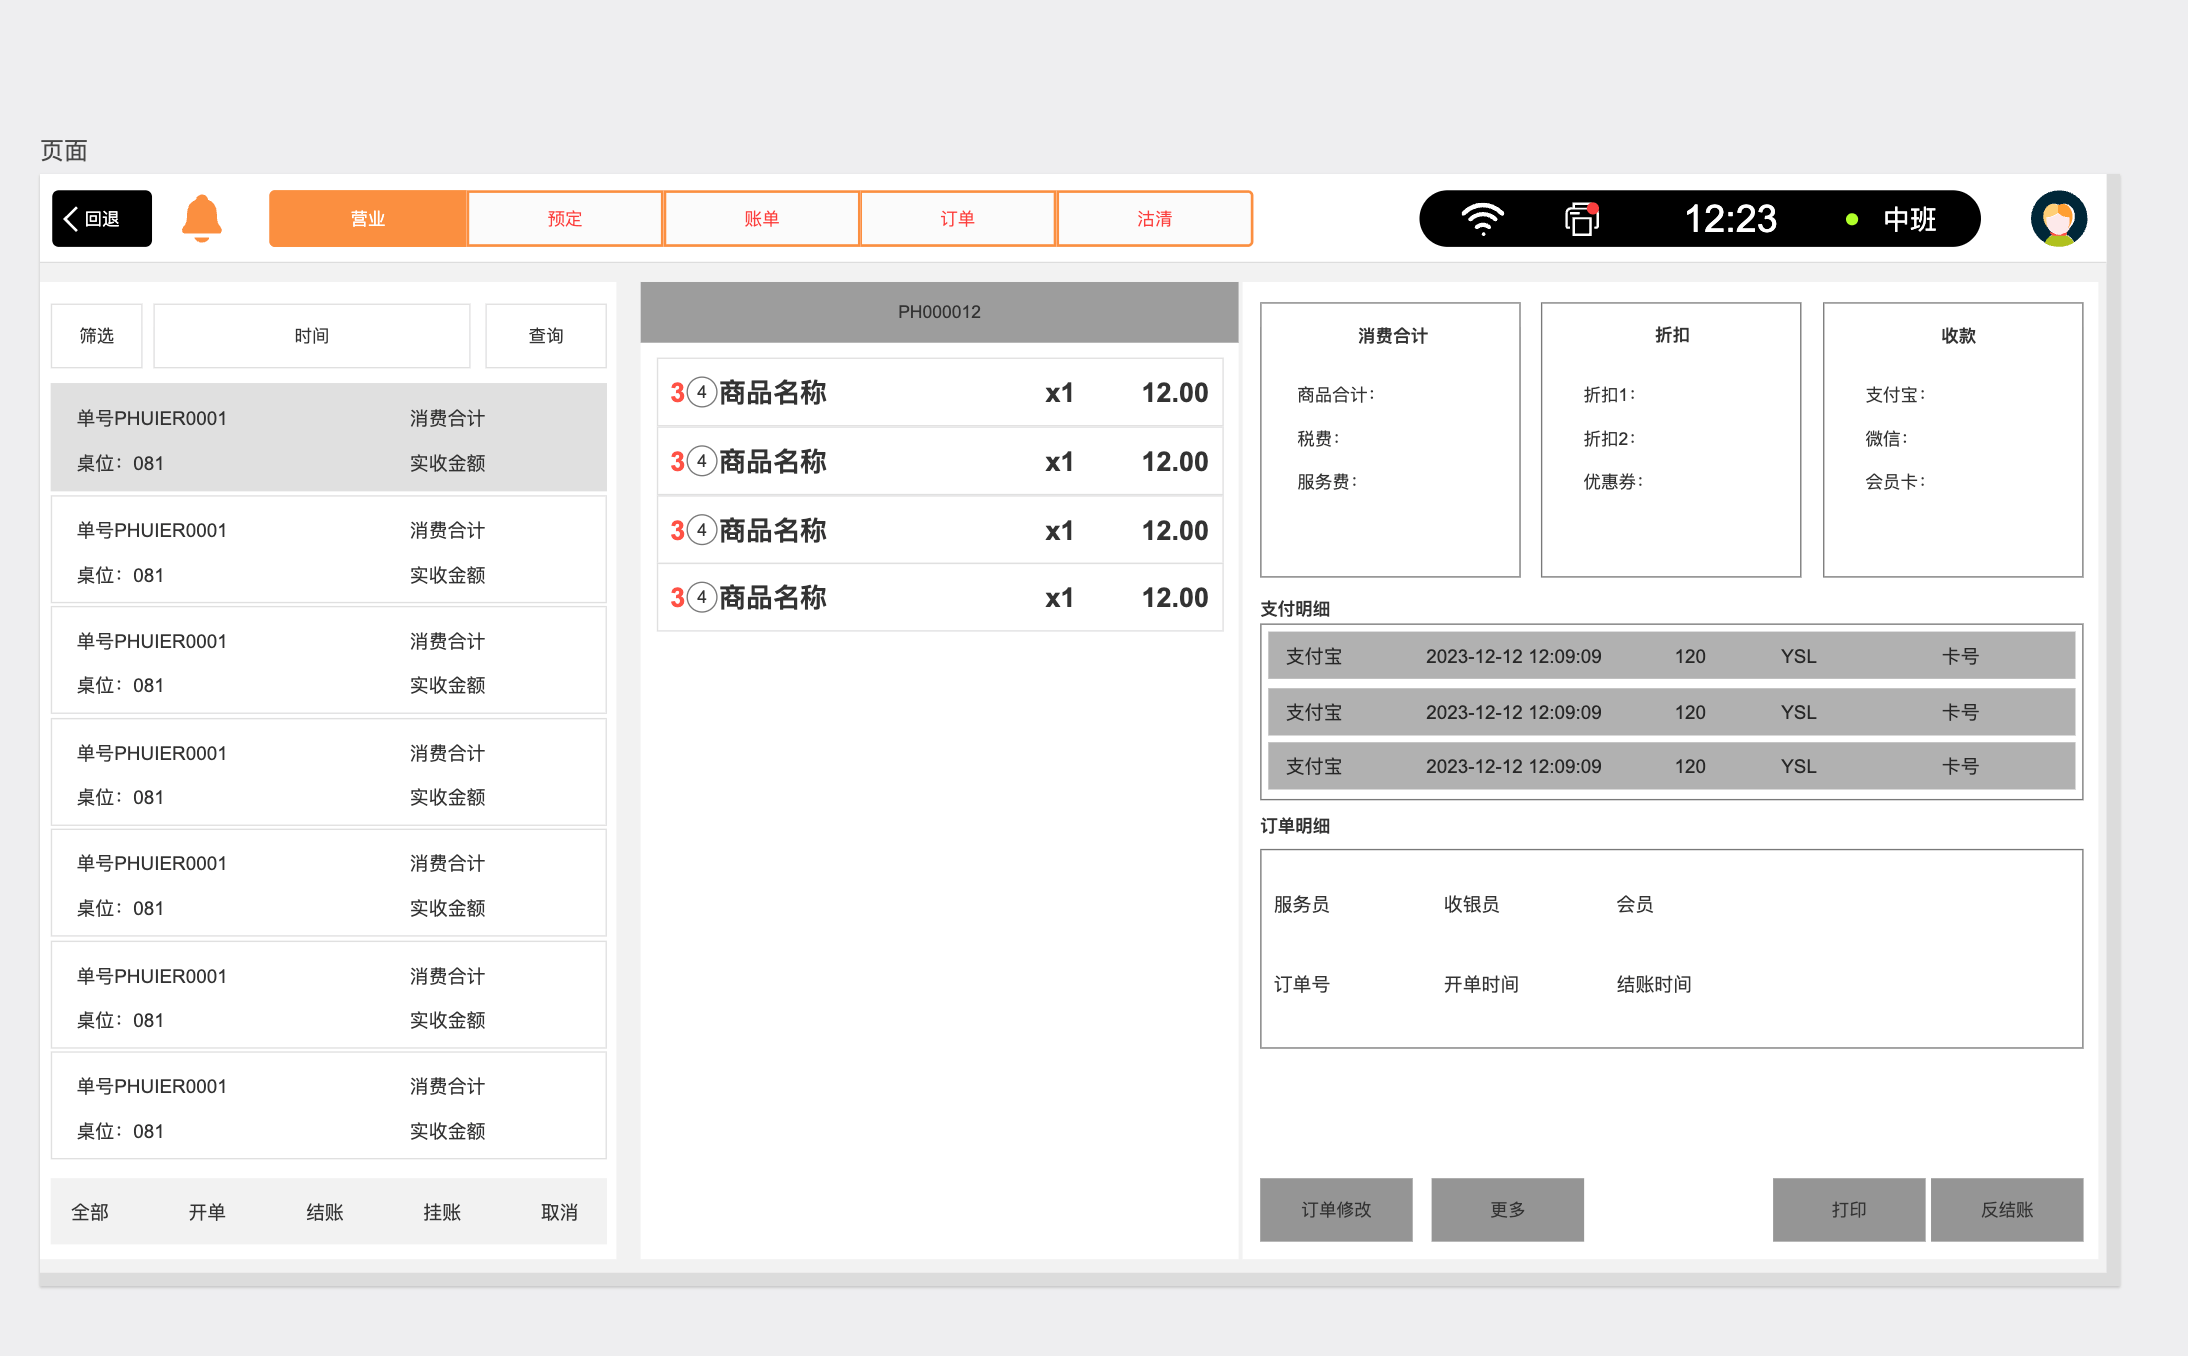 页面
回退
营业 预定 账单 订单 沽清
12:23 中班
筛选 时间 查询
单号PHUIER0001 消费合计
桌位：081 实收金额
单号PHUIER0001 消费合计
桌位：081 实收金额
单号PHUIER0001 消费合计
桌位：081 实收金额
单号PHUIER0001 消费合计
桌位：081 实收金额
单号PHUIER0001 消费合计
桌位：081 实收金额
单号PHUIER0001 消费合计
桌位：081 实收金额
单号PHUIER0001 消费合计
桌位：081 实收金额
全部 开单 结账 挂账 取消
PH000012
3 4 商品名称 x1 12.00
3 4 商品名称 x1 12.00
3 4 商品名称 x1 12.00
3 4 商品名称 x1 12.00
消费合计
商品合计：
税费：
服务费：
折扣
折扣1：
折扣2：
优惠券：
收款
支付宝：
微信：
会员卡：
支付明细
支付宝 2023-12-12 12:09:09 120 YSL 卡号
支付宝 2023-12-12 12:09:09 120 YSL 卡号
支付宝 2023-12-12 12:09:09 120 YSL 卡号
订单明细
服务员 收银员 会员
订单号 开单时间 结账时间
订单修改 更多 打印 反结账